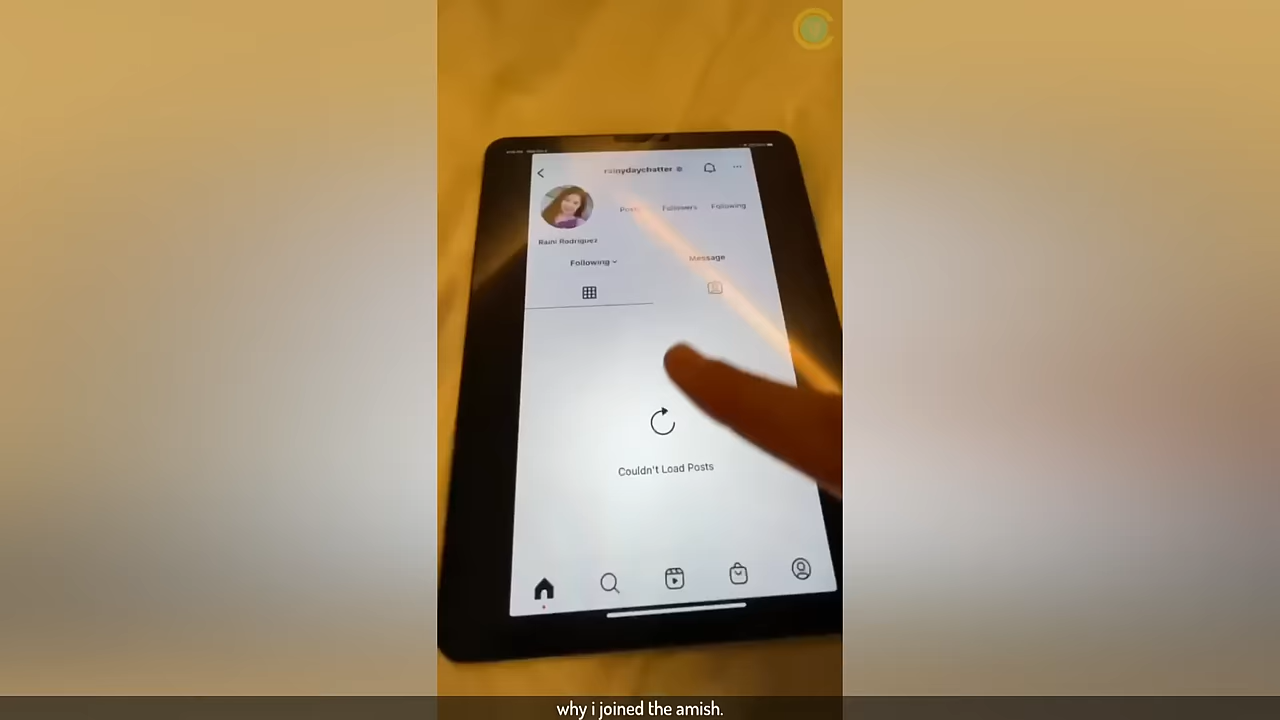 rainydaychatter
Posts Followers Following
Raini Rodriguez
Following
Message
Couldn't Load Posts
why i joined the amish.